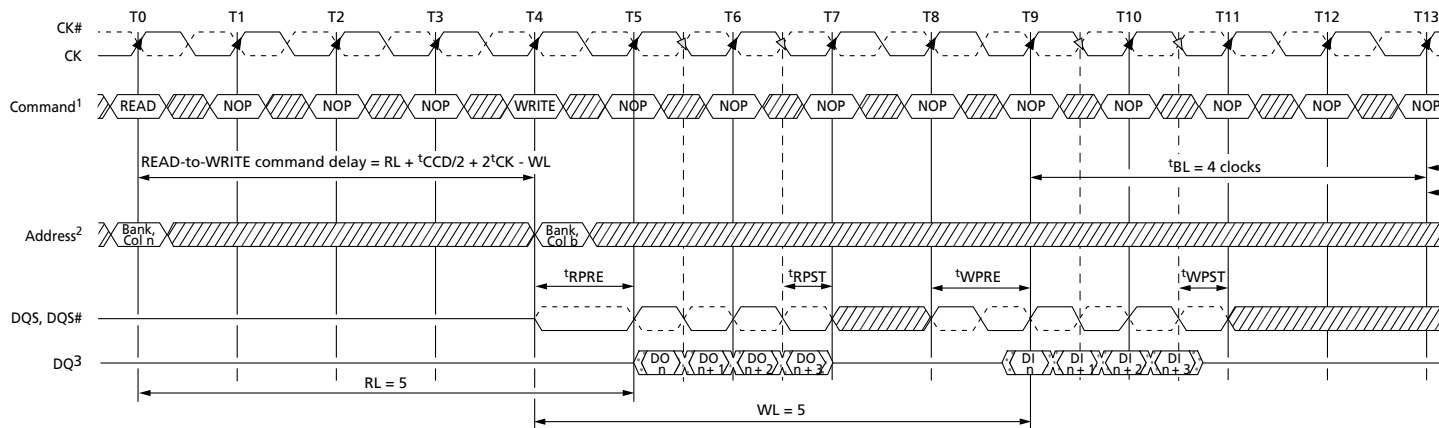 T0 T1 T2 T3 T4 T5 T6 T7 T8 T9 T10 T11 T12 T13
CK#
CK
Command1 READ NOP NOP NOP WRITE NOP NOP NOP NOP NOP NOP NOP NOP NOP
READ-to-WRITE command delay = RL + tCCD/2 + 2tCK - WL
tBL = 4 clocks
Address2 Bank, Col n Bank, Col b
tRPRE tRPST tWPRE tWPST
DQS, DQS#
DQ3 DO n DO n + 1 DO n + 2 DO n + 3 DI n DI n + 1 DI n + 2 DI n + 3
RL = 5
WL = 5